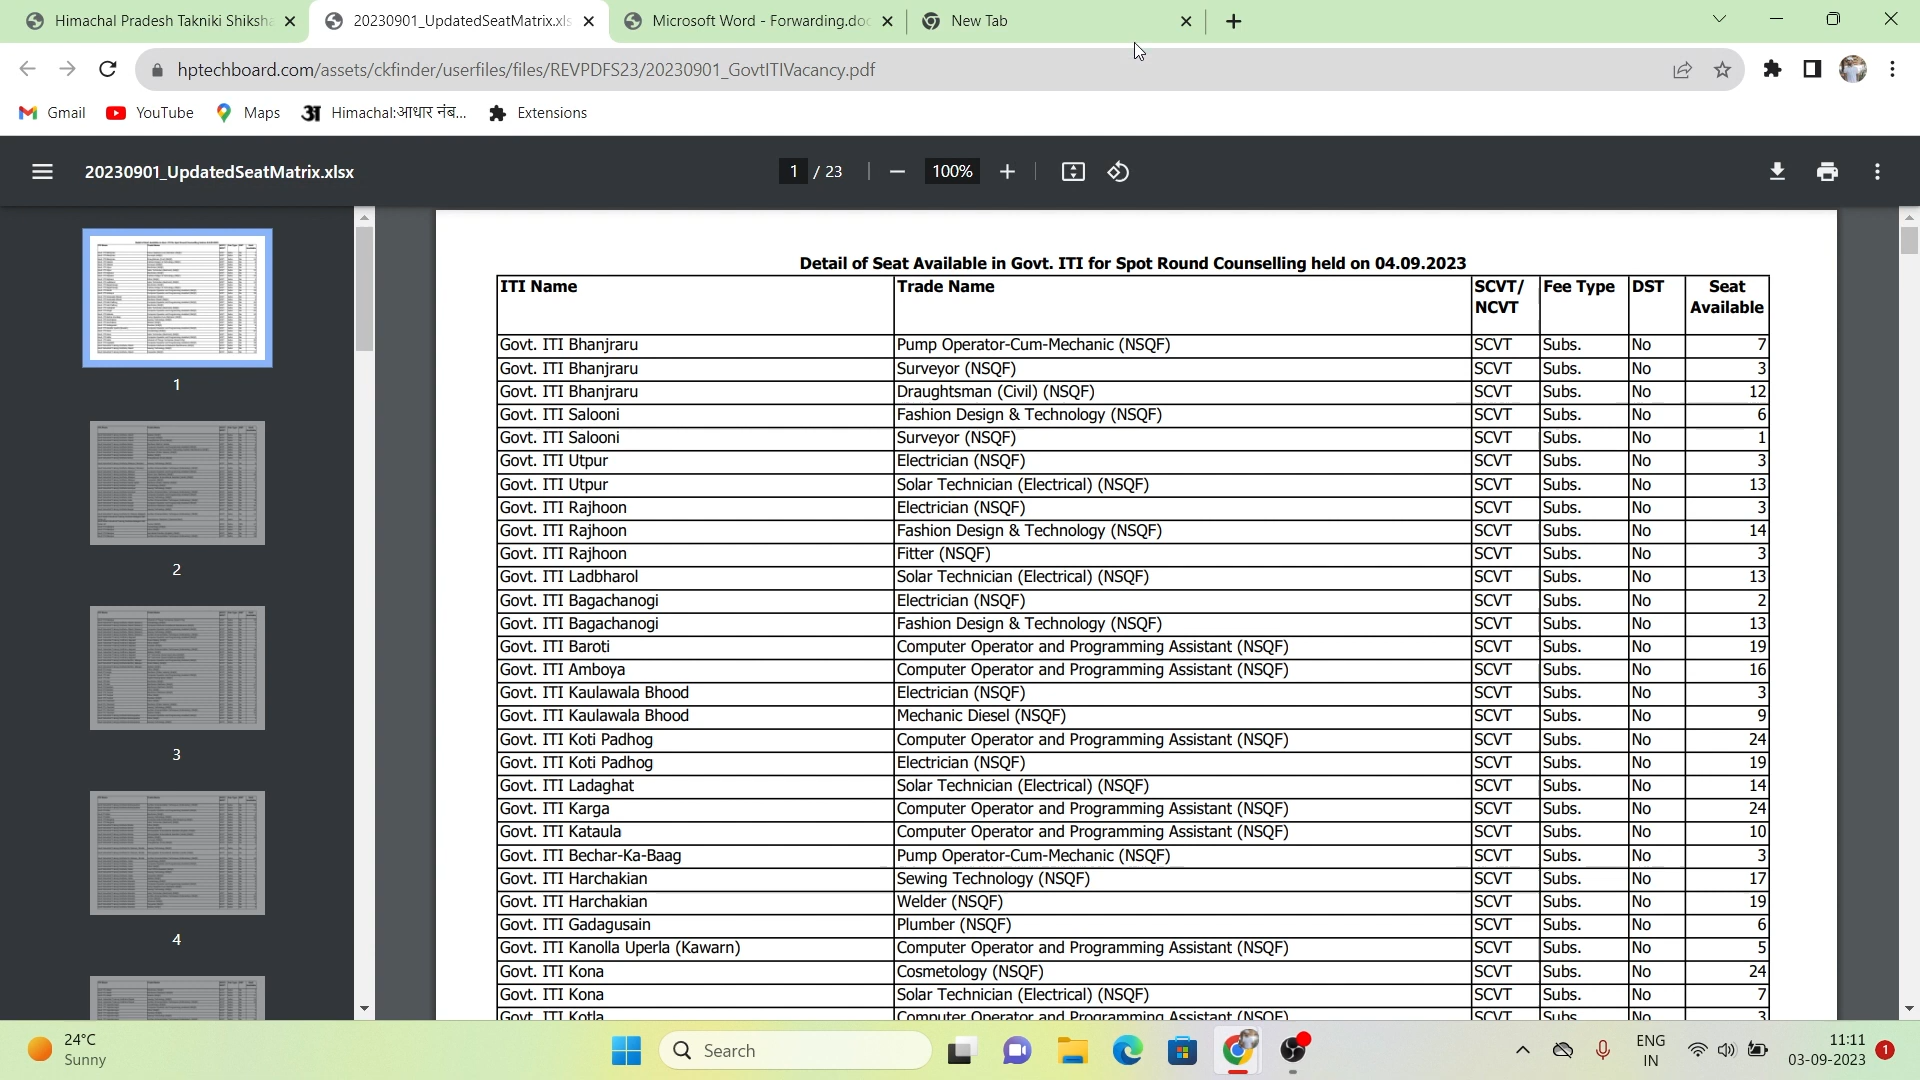 Himachal Pradesh Takniki Shiksha
20230901_UpdatedSeatMatrix.xls
Microsoft Word - Forwarding.doc
New Tab
hptechboard.com/assets/ckfinder/userfiles/files/REVPDFS23/20230901_GovtITIVacancy.pdf
Gmail YouTube Maps अ Himachal:आधार नंब... Extensions
20230901_UpdatedSeatMatrix.xlsx 1 / 23 100%
1
2
3
4
Detail of Seat Available in Govt. ITI for Spot Round Counselling held on 04.09.2023
ITI Name Trade Name SCVT/ NCVT Fee Type DST Seat Available
Govt. ITI Bhanjraru Pump Operator-Cum-Mechanic (NSQF) SCVT Subs. No 7
Govt. ITI Bhanjraru Surveyor (NSQF) SCVT Subs. No 3
Govt. ITI Bhanjraru Draughtsman (Civil) (NSQF) SCVT Subs. No 12
Govt. ITI Salooni Fashion Design & Technology (NSQF) SCVT Subs. No 6
Govt. ITI Salooni Surveyor (NSQF) SCVT Subs. No 1
Govt. ITI Utpur Electrician (NSQF) SCVT Subs. No 3
Govt. ITI Utpur Solar Technician (Electrical) (NSQF) SCVT Subs. No 13
Govt. ITI Rajhoon Electrician (NSQF) SCVT Subs. No 3
Govt. ITI Rajhoon Fashion Design & Technology (NSQF) SCVT Subs. No 14
Govt. ITI Rajhoon Fitter (NSQF) SCVT Subs. No 3
Govt. ITI Ladbharol Solar Technician (Electrical) (NSQF) SCVT Subs. No 13
Govt. ITI Bagachanogi Electrician (NSQF) SCVT Subs. No 2
Govt. ITI Bagachanogi Fashion Design & Technology (NSQF) SCVT Subs. No 13
Govt. ITI Baroti Computer Operator and Programming Assistant (NSQF) SCVT Subs. No 19
Govt. ITI Amboya Computer Operator and Programming Assistant (NSQF) SCVT Subs. No 16
Govt. ITI Kaulawala Bhood Electrician (NSQF) SCVT Subs. No 3
Govt. ITI Kaulawala Bhood Mechanic Diesel (NSQF) SCVT Subs. No 9
Govt. ITI Koti Padhog Computer Operator and Programming Assistant (NSQF) SCVT Subs. No 24
Govt. ITI Koti Padhog Electrician (NSQF) SCVT Subs. No 19
Govt. ITI Ladaghat Solar Technician (Electrical) (NSQF) SCVT Subs. No 14
Govt. ITI Karga Computer Operator and Programming Assistant (NSQF) SCVT Subs. No 24
Govt. ITI Kataula Computer Operator and Programming Assistant (NSQF) SCVT Subs. No 10
Govt. ITI Bechar-Ka-Baag Pump Operator-Cum-Mechanic (NSQF) SCVT Subs. No 3
Govt. ITI Harchakian Sewing Technology (NSQF) SCVT Subs. No 17
Govt. ITI Harchakian Welder (NSQF) SCVT Subs. No 19
Govt. ITI Gadagusain Plumber (NSQF) SCVT Subs. No 6
Govt. ITI Kanolla Uperla (Kawarn) Computer Operator and Programming Assistant (NSQF) SCVT Subs. No 5
Govt. ITI Kona Cosmetology (NSQF) SCVT Subs. No 24
Govt. ITI Kona Solar Technician (Electrical) (NSQF) SCVT Subs. No 7
Govt. ITI Kotla Computer Operator and Programming Assistant (NSQF) SCVT Subs. No 3
24°C
Sunny
Search
ENG
IN
11:11
03-09-2023
1